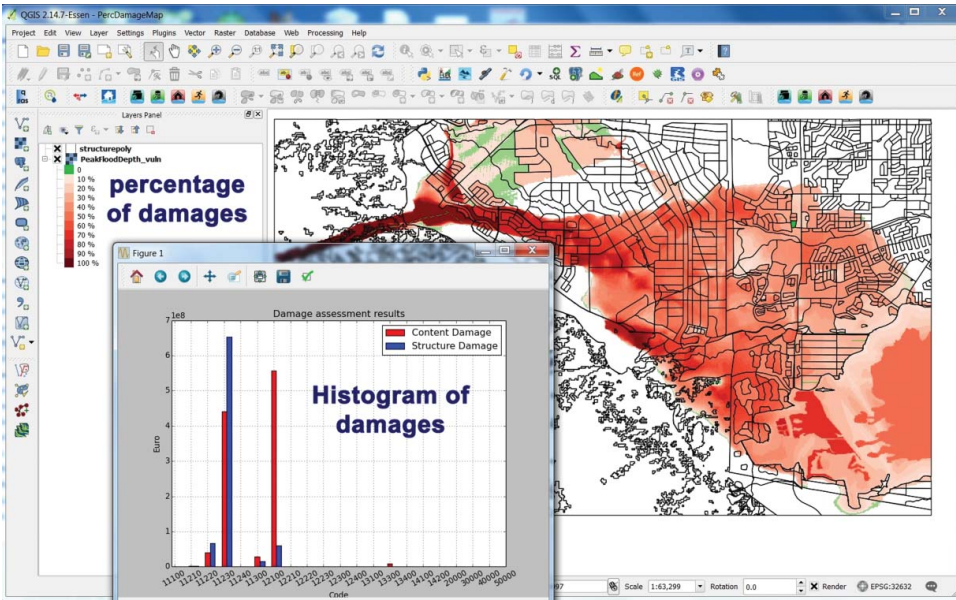 QGIS 2.14.7-Essen - PercDamageMap
Project Edit View Layer Settings Plugins Vector Raster Database Web Processing Help
Layers Panel
structurepoly
PeakFloodDepth_vuln
0
10 %
20 %
30 %
40 %
50 %
60 %
70 %
80 %
90 %
100 %
percentage
of damages
Figure 1
Damage assessment results
1e8
7
6
5
4
3
2
1
0
Euro
Content Damage
Structure Damage
Histogram of
damages
11100 11210 11220 11230 11300 12100 12210 12220 12230 12300 12400 13100 13300 13400 14100 14200 20000 30000 40000 50000
Code
Scale 1:63,299 Rotation 0.0 Render EPSG:32632